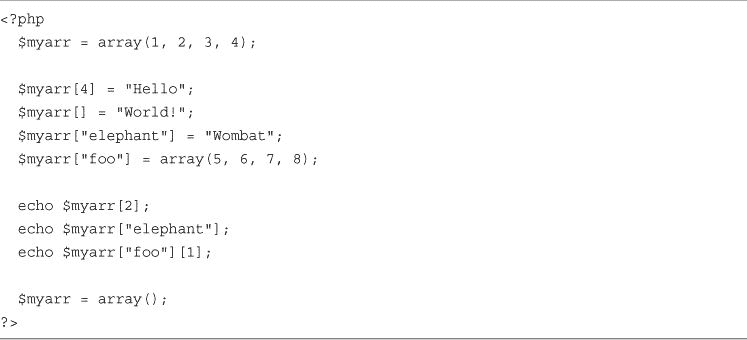 <?php
  $myarr = array(1, 2, 3, 4);

  $myarr[4] = "Hello";
  $myarr[] = "World!";
  $myarr["elephant"] = "Wombat";
  $myarr["foo"] = array(5, 6, 7, 8);

  echo $myarr[2];
  echo $myarr["elephant"];
  echo $myarr["foo"][1];

  $myarr = array();
?>